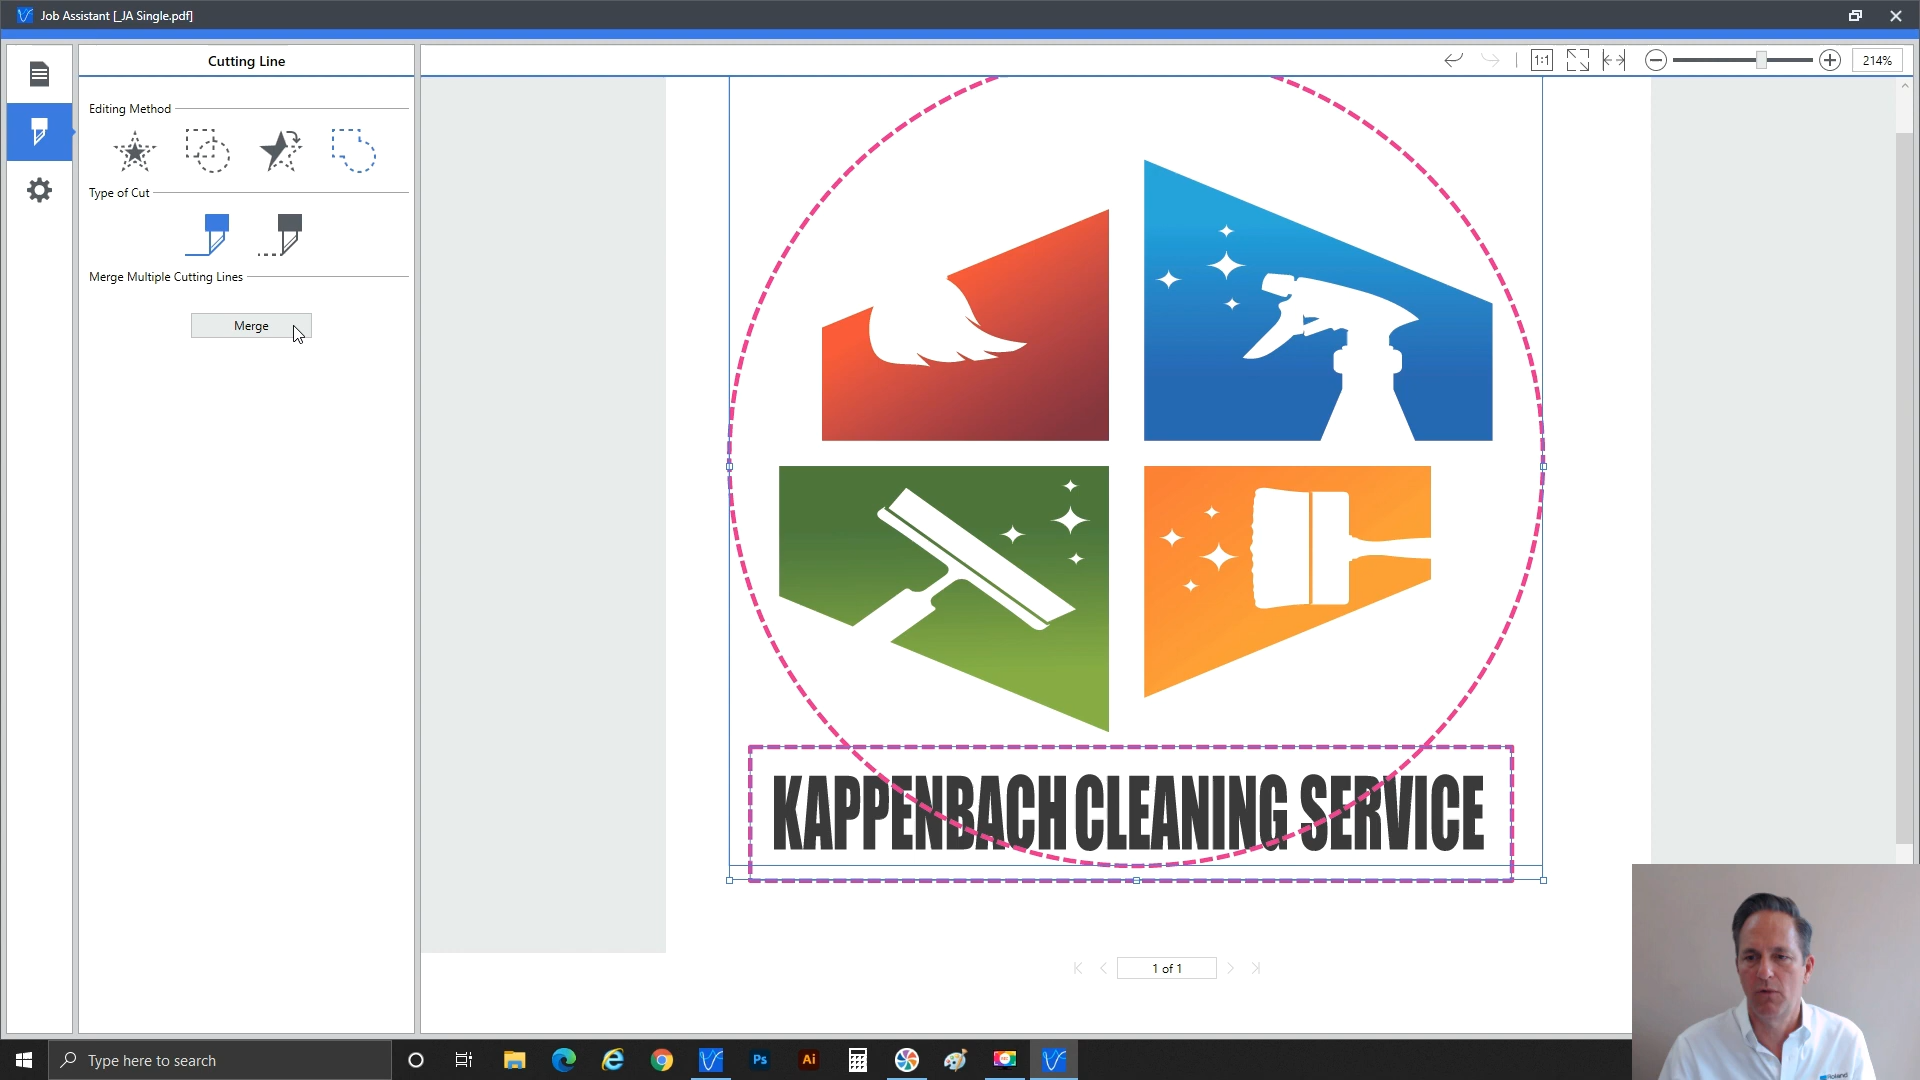 Job Assistant [_JA Single.pdf]
Cutting Line
1:1
214%
Editing Method
Type of Cut
Merge Multiple Cutting Lines
Merge
KAPPENBACH CLEANING SERVICE
1 of 1
Type here to search
Ps
Ai
Roland